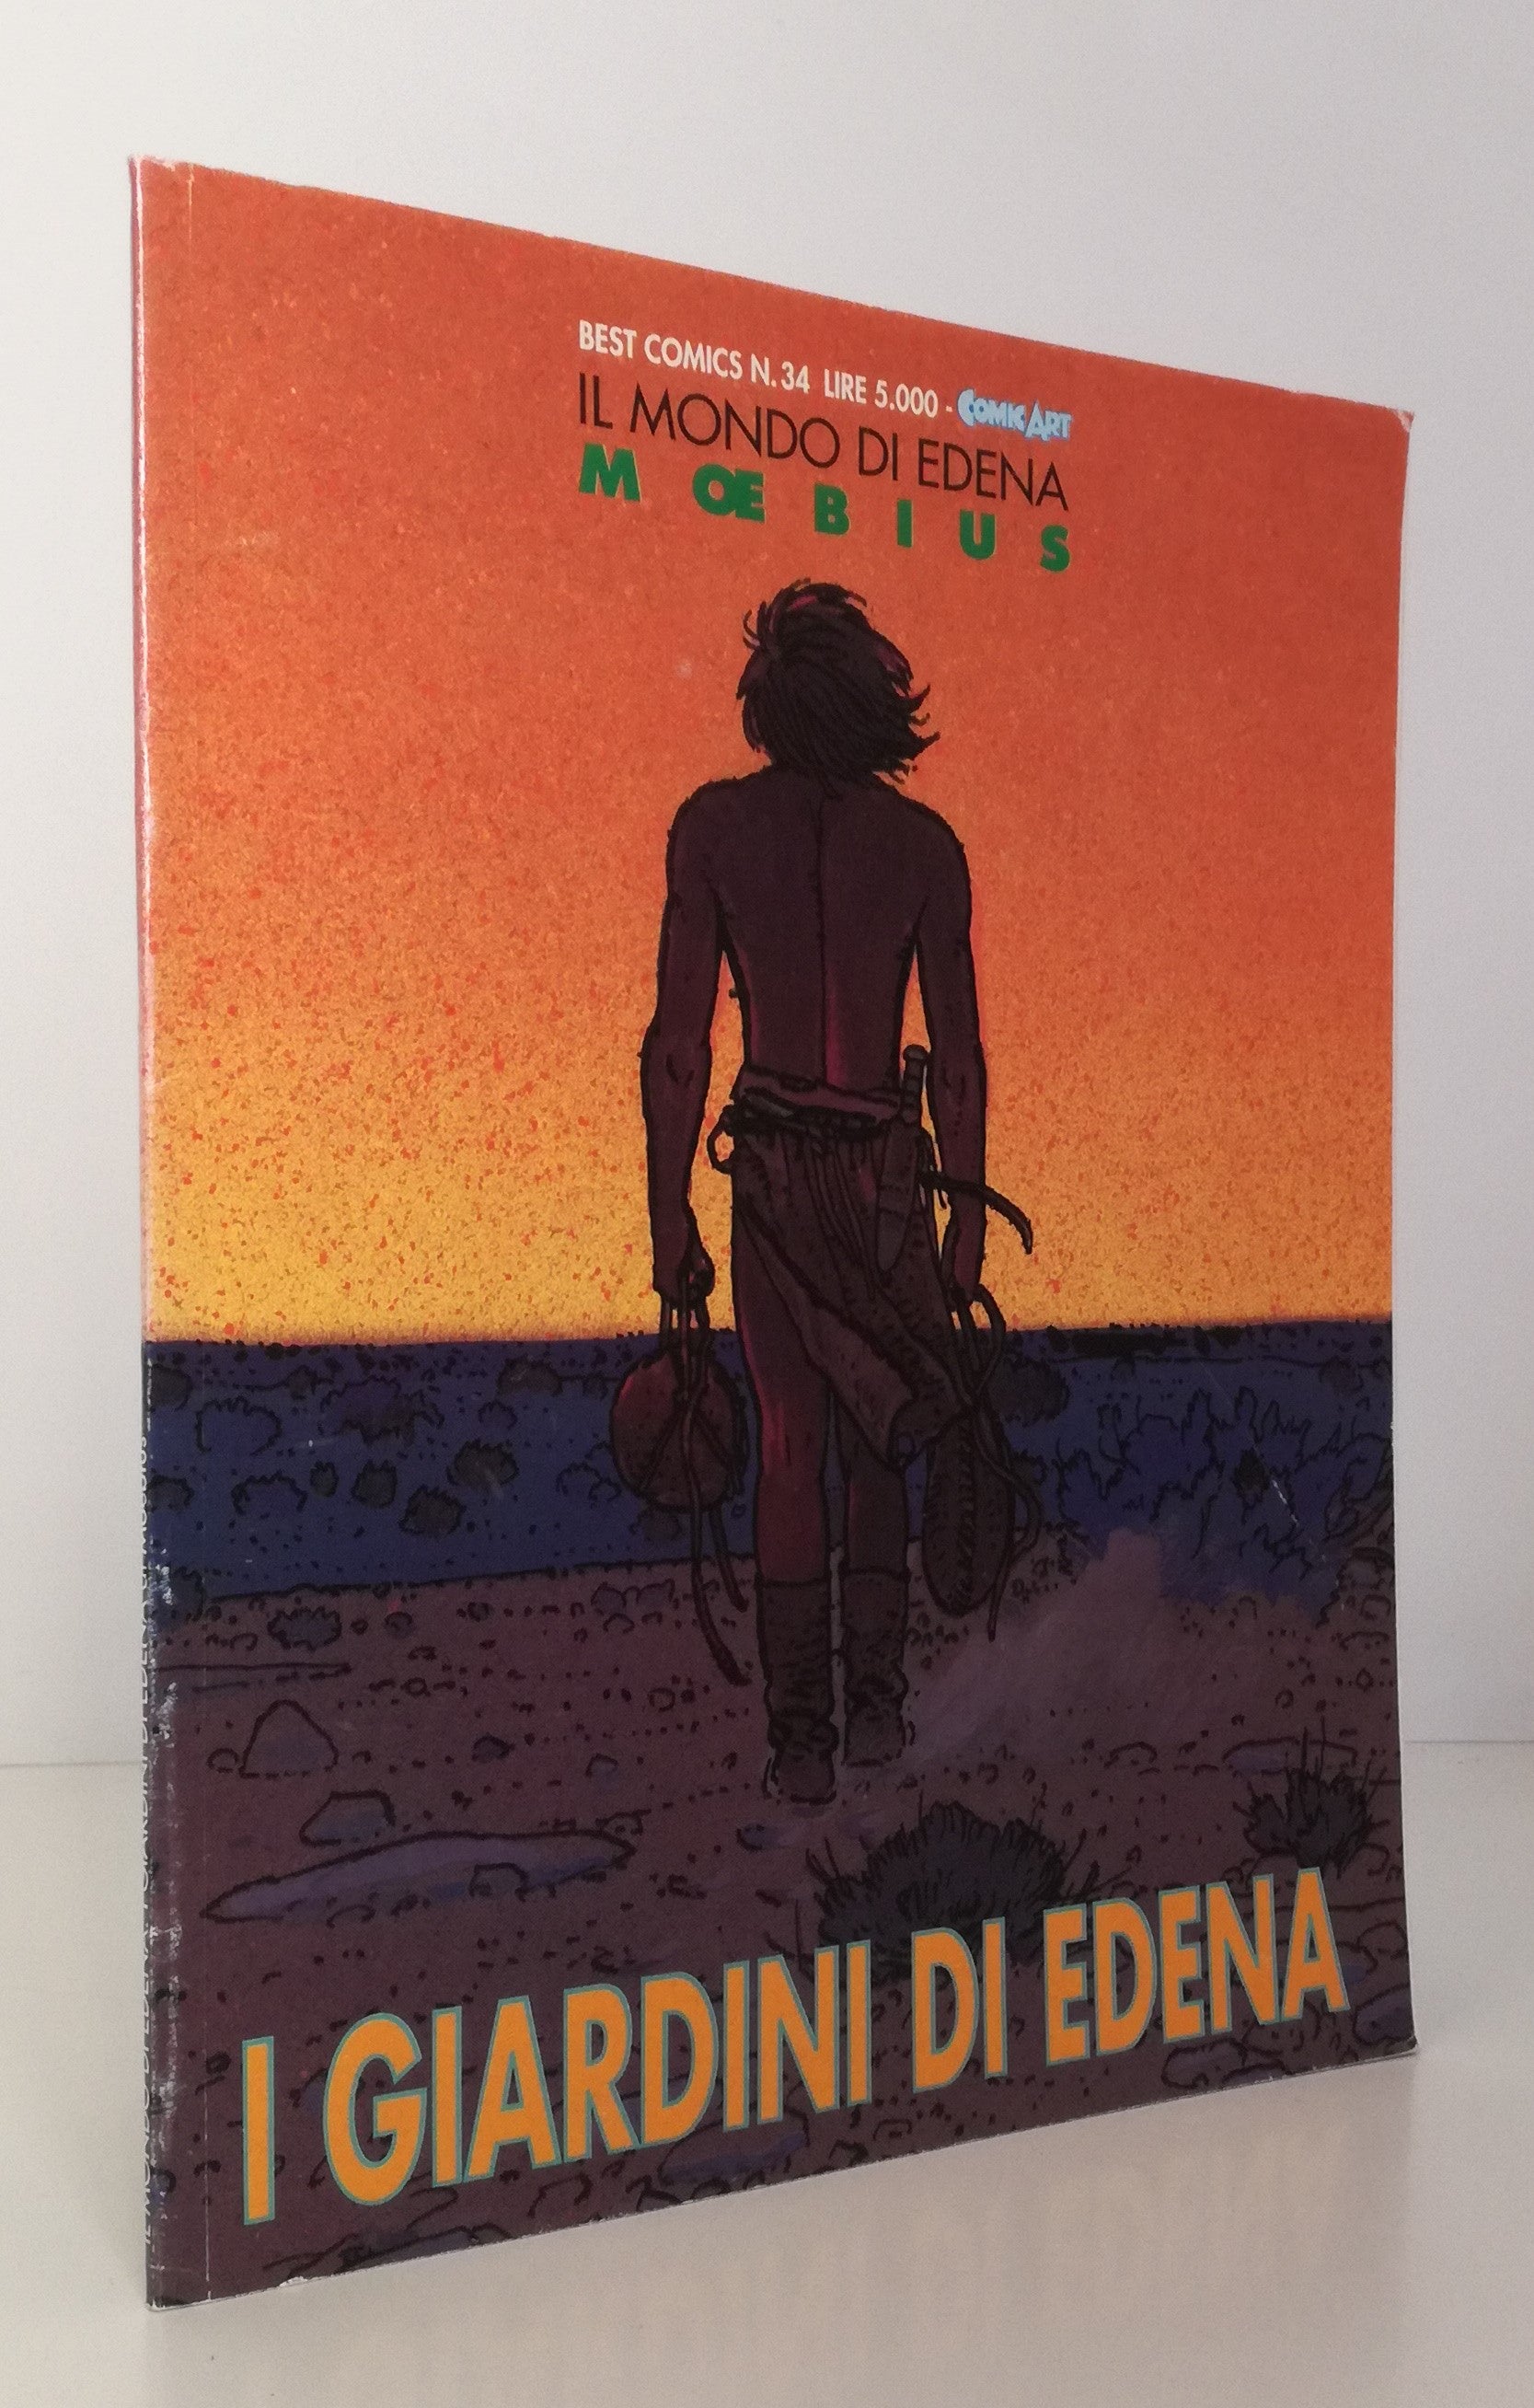 BEST COMICS N. 34 LIRE 5.000 - COMIC ART
IL MONDO DI EDENA
MŒBIUS
I GIARDINI DI EDENA